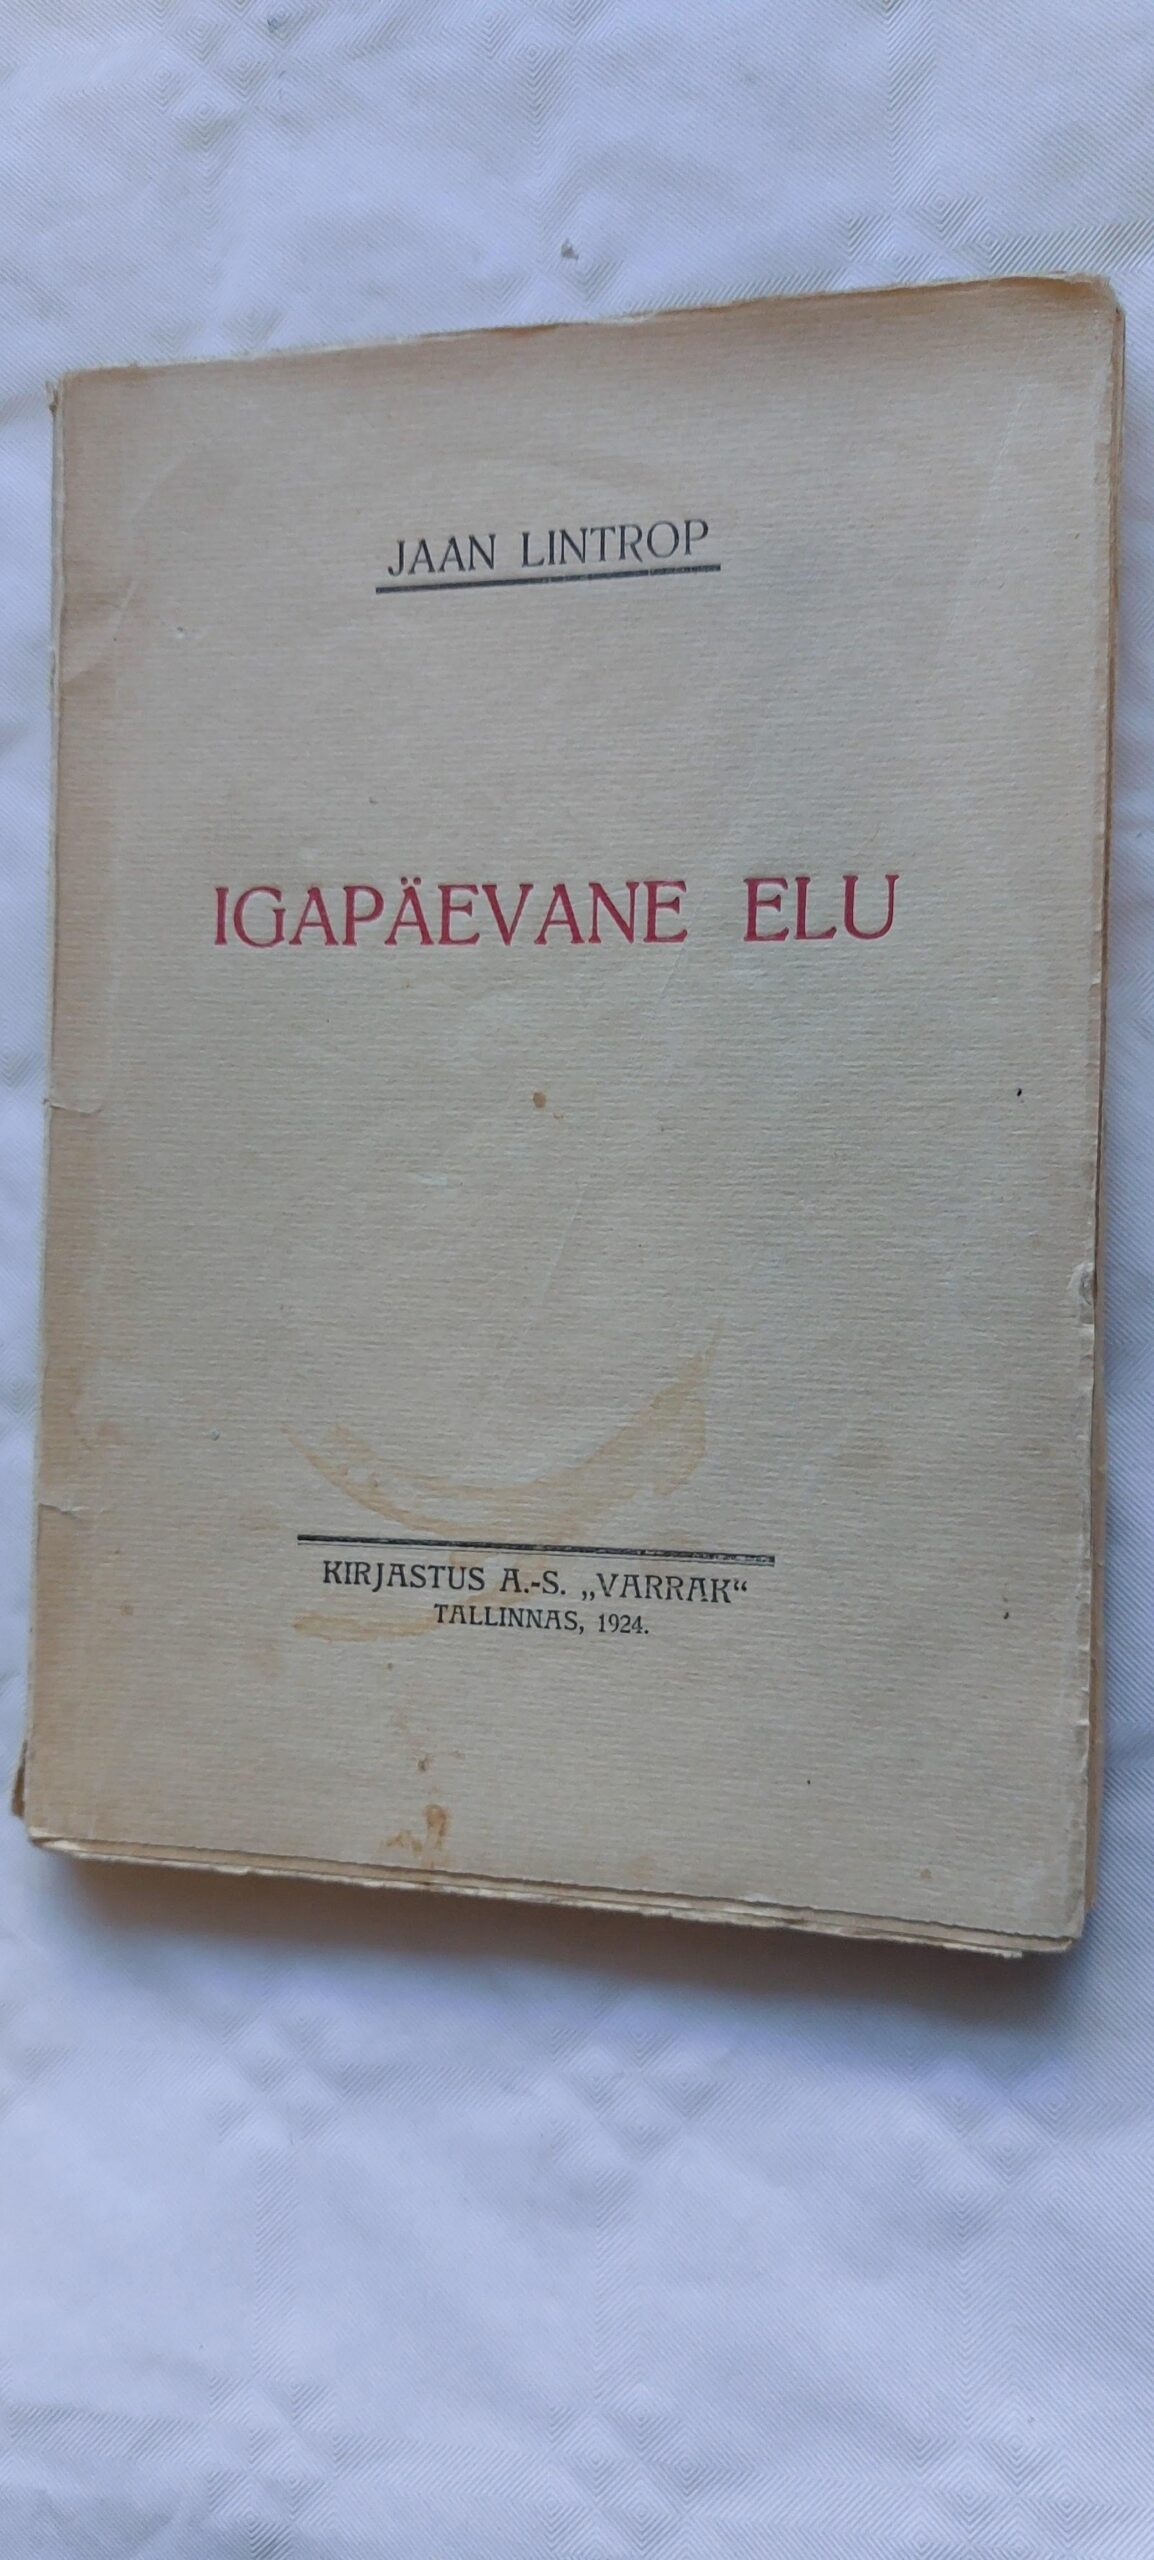 JAAN LINTROP
IGAPÄEVANE ELU
KIRJASTUS A.-S. „VARRAK“
TALLINNAS, 1924.